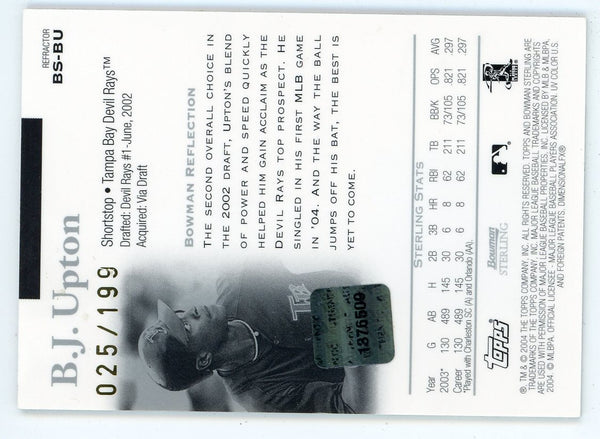 REFRACTOR
BS-BU
B.J. Upton
025/199
Shortstop • Tampa Bay Devil Rays™
Drafted: Devil Rays #1-June, 2002
Acquired: Via Draft
BOWMAN REFLECTION
THE SECOND OVERALL CHOICE IN
THE 2002 DRAFT, UPTON'S BLEND
OF POWER AND SPEED QUICKLY
HELPED HIM GAIN ACCLAIM AS THE
DEVIL RAYS TOP PROSPECT. HE
SINGLED IN HIS FIRST MLB GAME
IN '04. AND THE WAY THE BALL
JUMPS OFF HIS BAT, THE BEST IS
YET TO COME.
1376509
STERLING STATS
Year G AB H 2B 3B HR RBI TB BB/K OPS AVG
2003* 130 489 145 30 6 8 62 211 73/105 .821 .297
Career 130 489 145 30 6 8 62 211 73/105 .821 .297
*Played with Charleston SC (A) and Orlando (AA).
Topps
Bowman
STERLING
®, TM & © 2004 THE TOPPS COMPANY, INC. ALL RIGHTS RESERVED. TOPPS AND BOWMAN STERLING ARE
TRADEMARKS OF THE TOPPS COMPANY, INC. MAJOR LEAGUE BASEBALL TRADEMARKS AND COPYRIGHTS
ARE USED WITH PERMISSION OF MAJOR LEAGUE BASEBALL PROPERTIES, INC. LICENSED BY MLB & MLBPA,
2004. © MLBPA. OFFICIAL LICENSEE - MAJOR LEAGUE BASEBALL PLAYERS ASSOCIATION. UV COLOR U.S.
AND FOREIGN PATENTS. DIMENSIONALFX®